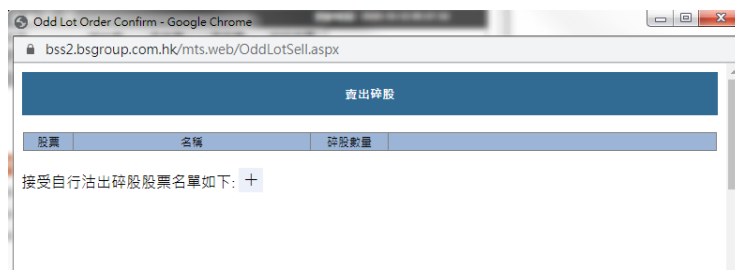 Odd Lot Order Confirm - Google Chrome
bss2.bsgroup.com.hk/mts.web/OddLotSell.aspx
賣出碎股
股票 名稱 碎股數量
接受自行沽出碎股股票名單如下: +